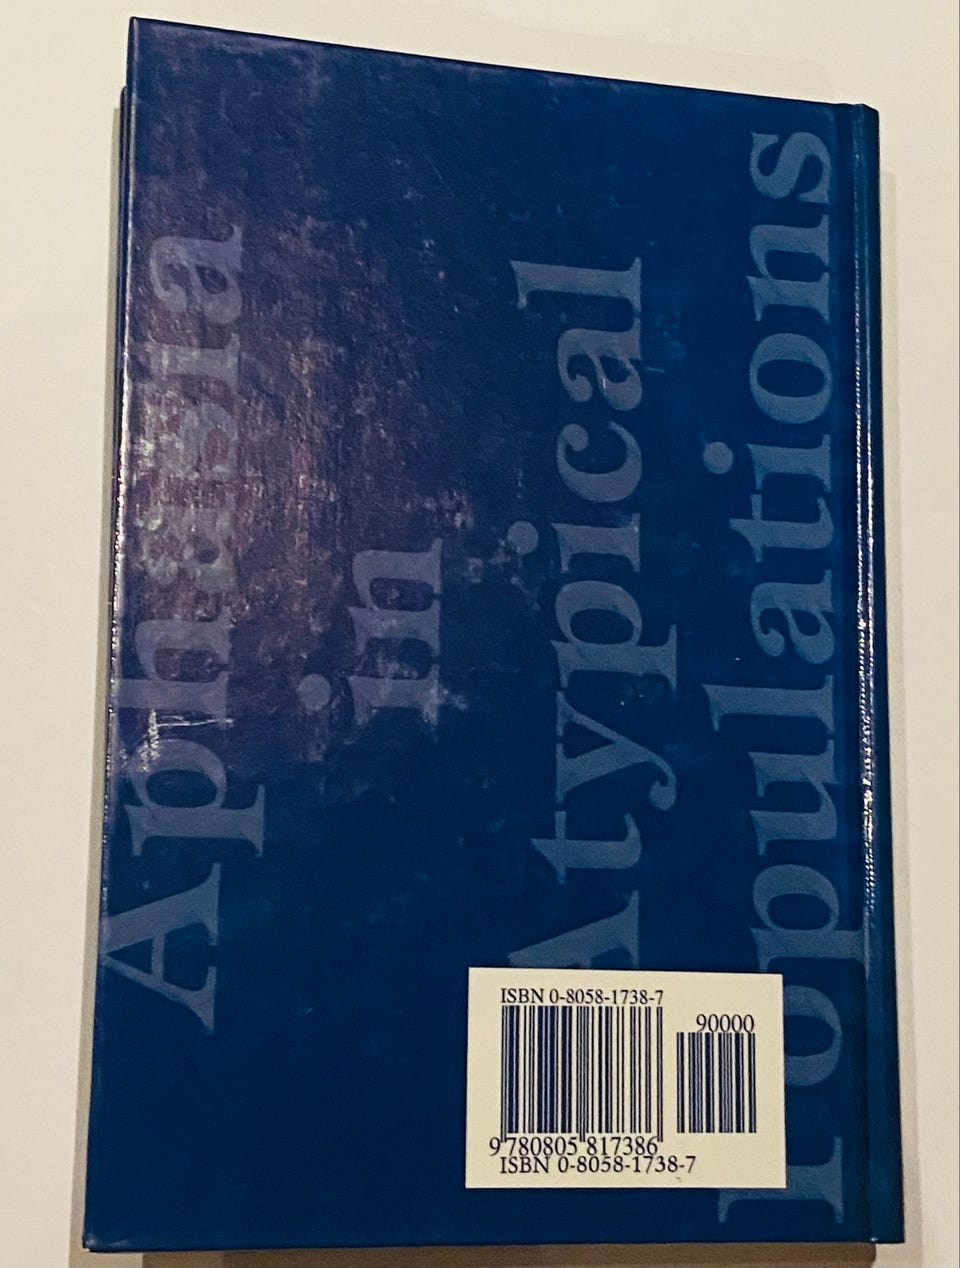 Aphasia
in
Atypical
Populations
ISBN 0-8058-1738-7
90000
9 780805 817386
ISBN 0-8058-1738-7